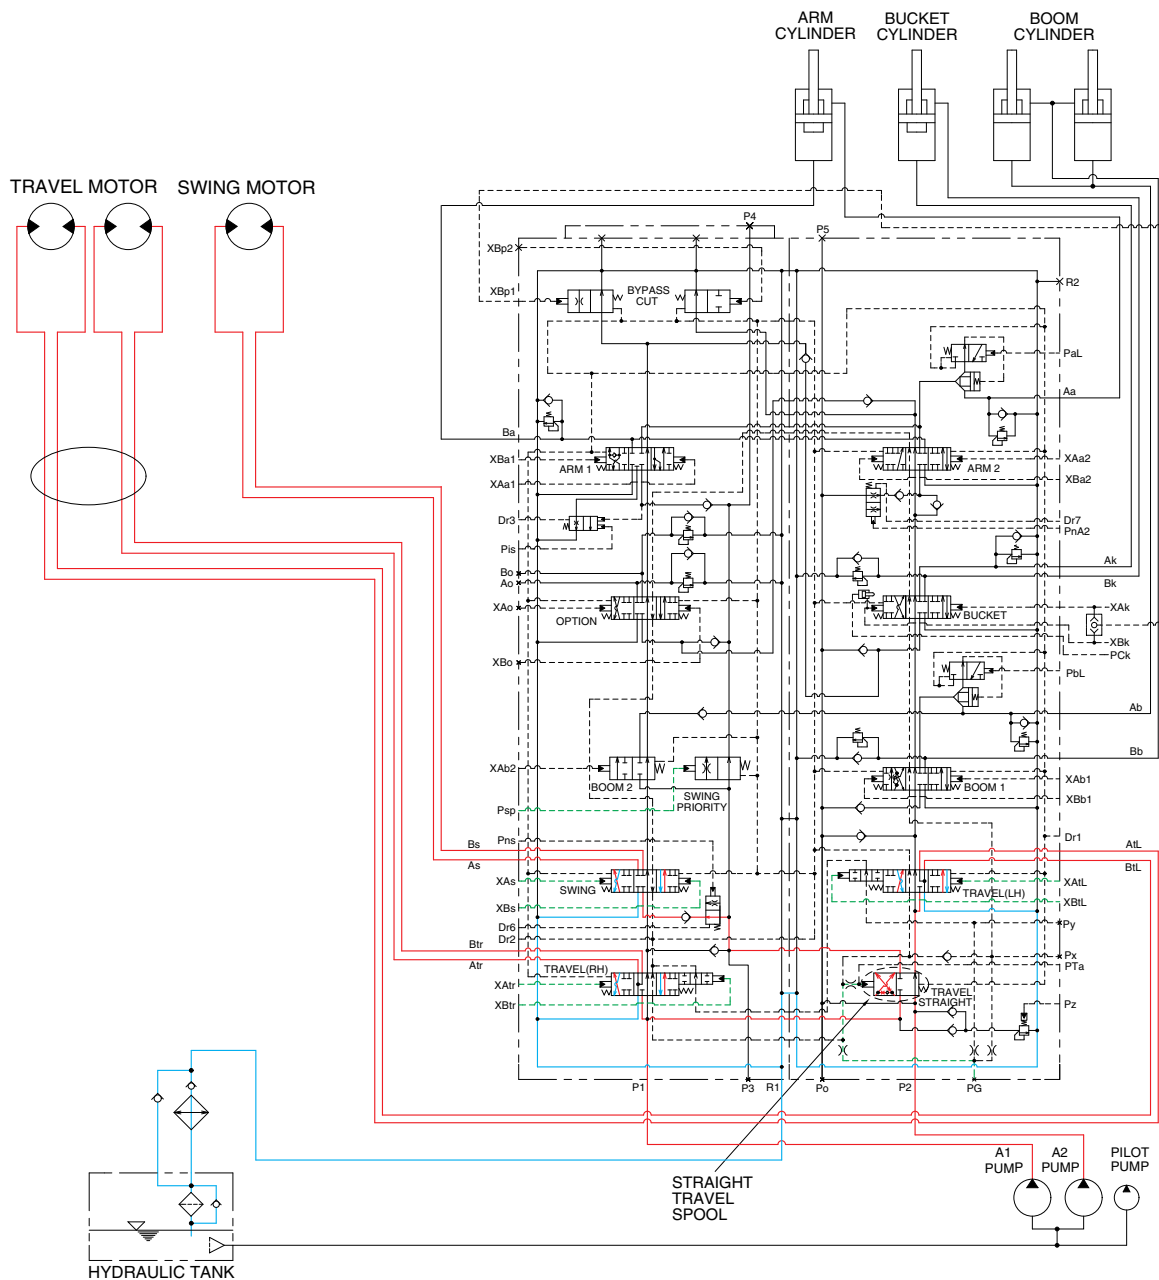 ARM
CYLINDER
BUCKET
CYLINDER
BOOM
CYLINDER
TRAVEL MOTOR
SWING MOTOR
P4
P5
XBp2
R2
XBp1
BYPASS
CUT
PaL
Aa
Ba
XBa1
ARM 1
XAa1
ARM 2
XAa2
XBa2
Dr3
Pis
Dr7
PnA2
Bo
Ao
Ak
Bk
XAo
OPTION
BUCKET
XAk
XBk
PCk
XBo
PbL
Ab
Bb
XAb2
BOOM 2
SWING
PRIORITY
BOOM 1
XAb1
XBb1
Psp
Pns
Dr1
Bs
As
AtL
BtL
XAs
SWING
XBs
TRAVEL(LH)
XAtL
XBtL
Dr6
Dr2
Py
Btr
Atr
Px
PTa
TRAVEL(RH)
XAtr
XBtr
TRAVEL
STRAIGHT
Pz
P1
P3
R1
Po
P2
PG
A1
PUMP
A2
PUMP
PILOT
PUMP
STRAIGHT
TRAVEL
SPOOL
HYDRAULIC TANK